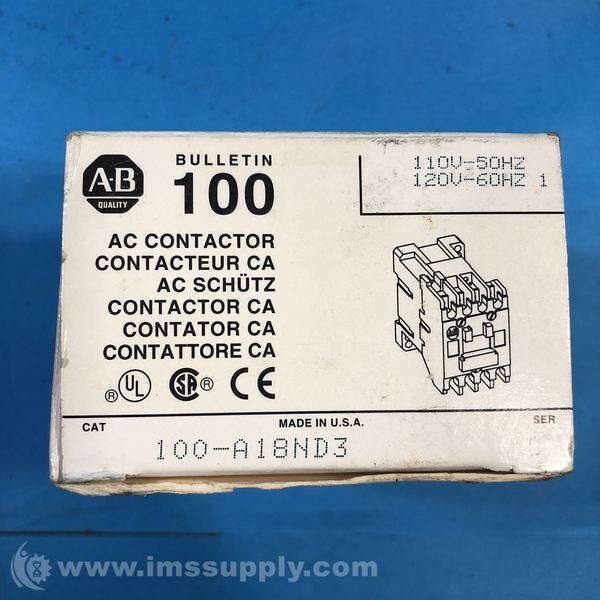 A-B
QUALITY
BULLETIN
100
110V-50HZ
120V-60HZ 1
AC CONTACTOR
CONTACTEUR CA
AC SCHÜTZ
CONTACTOR CA
CONTATOR CA
CONTATTORE CA
® UL SA ® CE
CAT
MADE IN U.S.A.
SER
100-A18ND3
© www.imssupply.com/